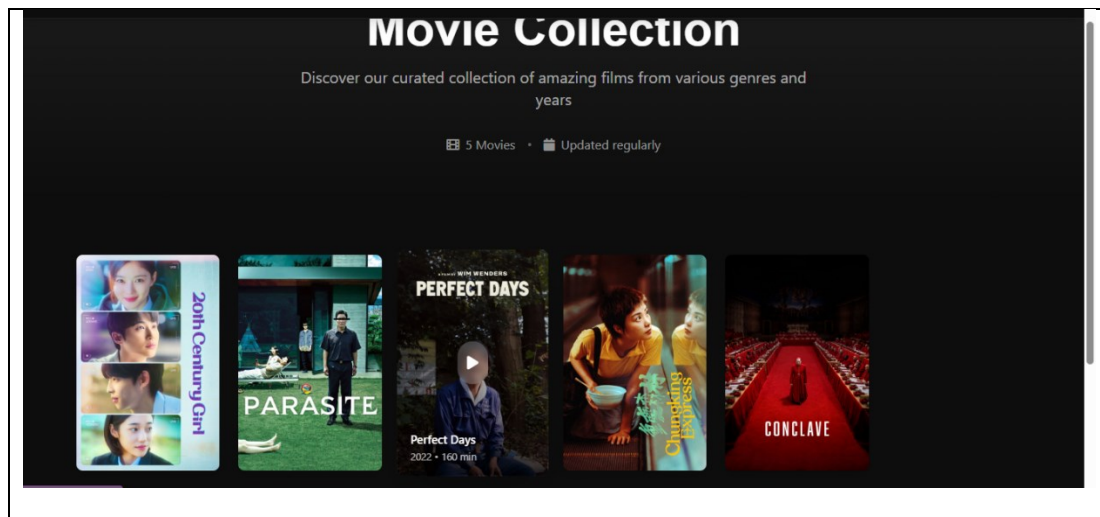 Movie Collection
Discover our curated collection of amazing films from various genres and
years
5 Movies • Updated regularly
20th Century Girl
PARASITE
WIM WENDERS
PERFECT DAYS
Perfect Days
2022 • 160 min
Chungking
Express
CONCLAVE